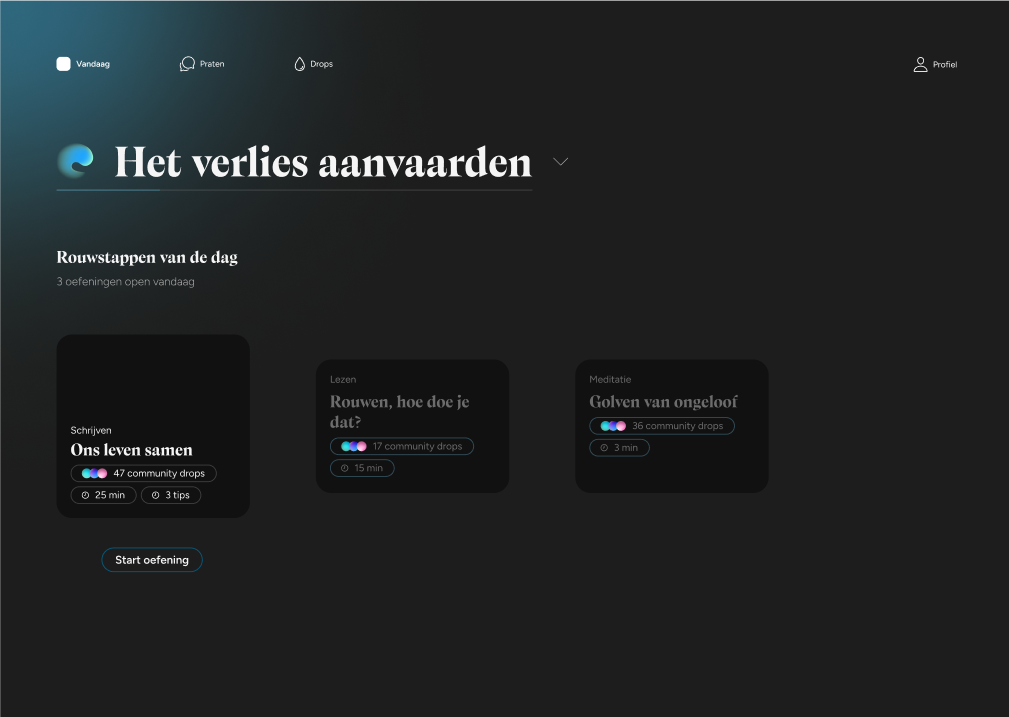 Vandaag
Praten
Drops
Profiel
Het verlies aanvaarden
Rouwstappen van de dag
3 oefeningen open vandaag
Schrijven
Ons leven samen
47 community drops
25 min
3 tips
Start oefening
Lezen
Rouwen, hoe doe je
dat?
17 community drops
15 min
Meditatie
Golven van ongeloof
36 community drops
3 min